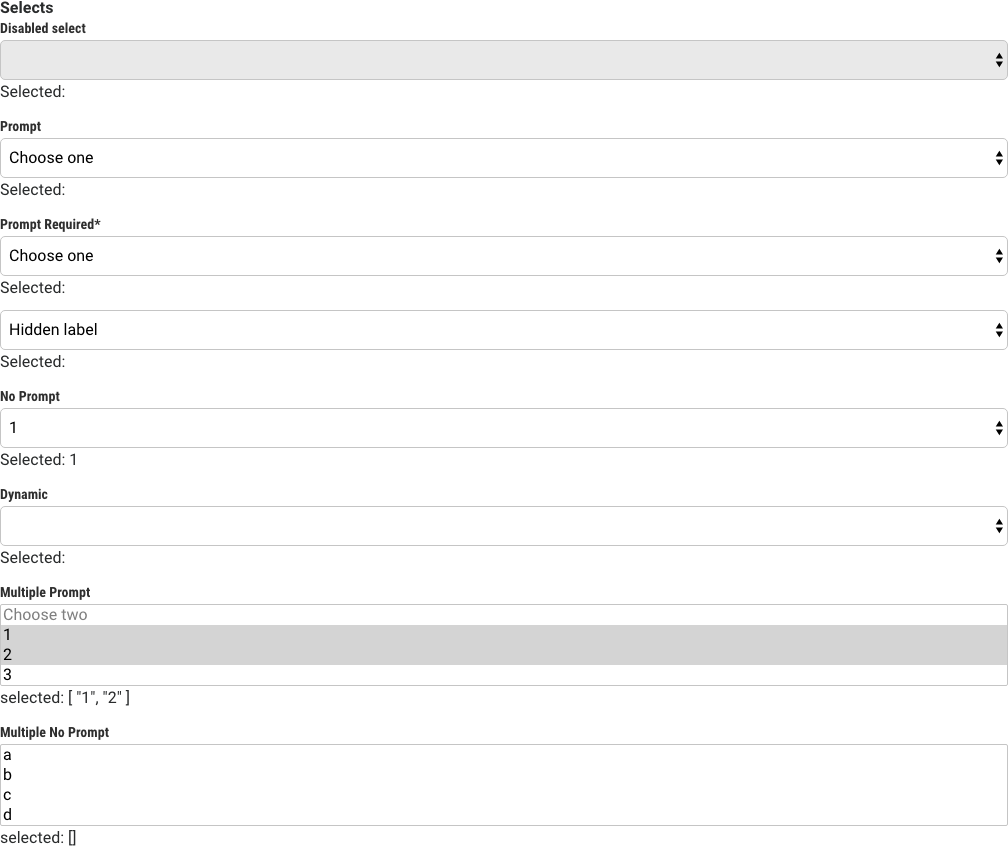 Selects
Disabled select
Selected:
Prompt
Choose one
Selected:
Prompt Required*
Choose one
Selected:
Hidden label
Selected:
No Prompt
1
Selected: 1
Dynamic
Selected:
Multiple Prompt
Choose two
1
2
3
selected: [ "1", "2" ]
Multiple No Prompt
a
b
c
d
selected: []